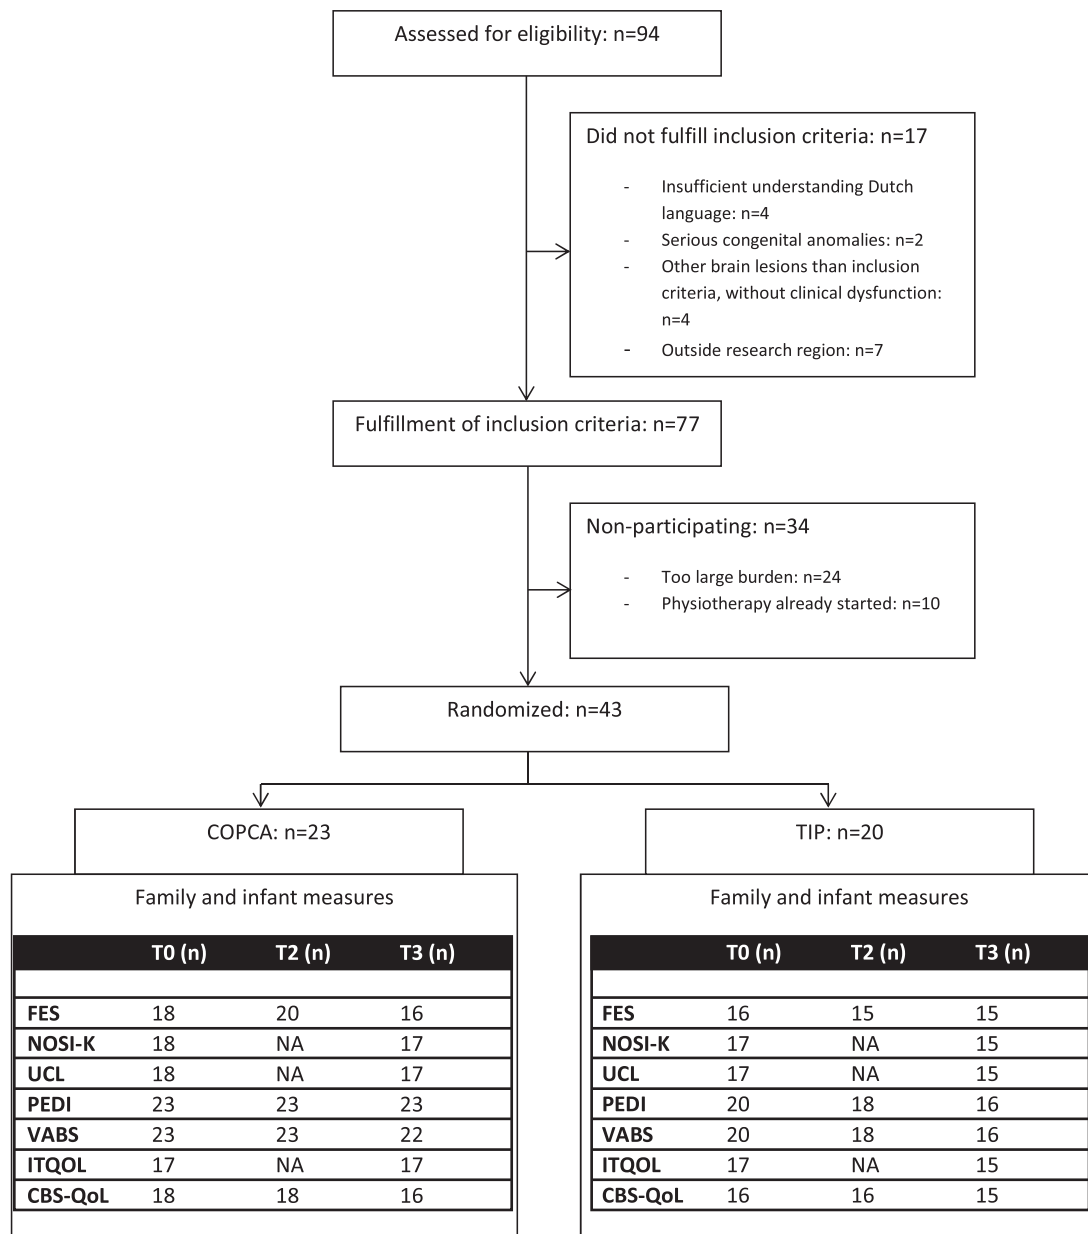 Assessed for eligibility: n=94
Did not fulfill inclusion criteria: n=17
- Insufficient understanding Dutch
language: n=4
- Serious congenital anomalies: n=2
- Other brain lesions than inclusion
criteria, without clinical dysfunction:
n=4
- Outside research region: n=7
Fulfillment of inclusion criteria: n=77
Non-participating: n=34
- Too large burden: n=24
- Physiotherapy already started: n=10
Randomized: n=43
COPCA: n=23
Family and infant measures
T0 (n) T2 (n) T3 (n)
FES 18 20 16
NOSI-K 18 NA 17
UCL 18 NA 17
PEDI 23 23 23
VABS 23 23 22
ITQOL 17 NA 17
CBS-QoL 18 18 16
TIP: n=20
Family and infant measures
T0 (n) T2 (n) T3 (n)
FES 16 15 15
NOSI-K 17 NA 15
UCL 17 NA 15
PEDI 20 18 16
VABS 20 18 16
ITQOL 17 NA 15
CBS-QoL 16 16 15